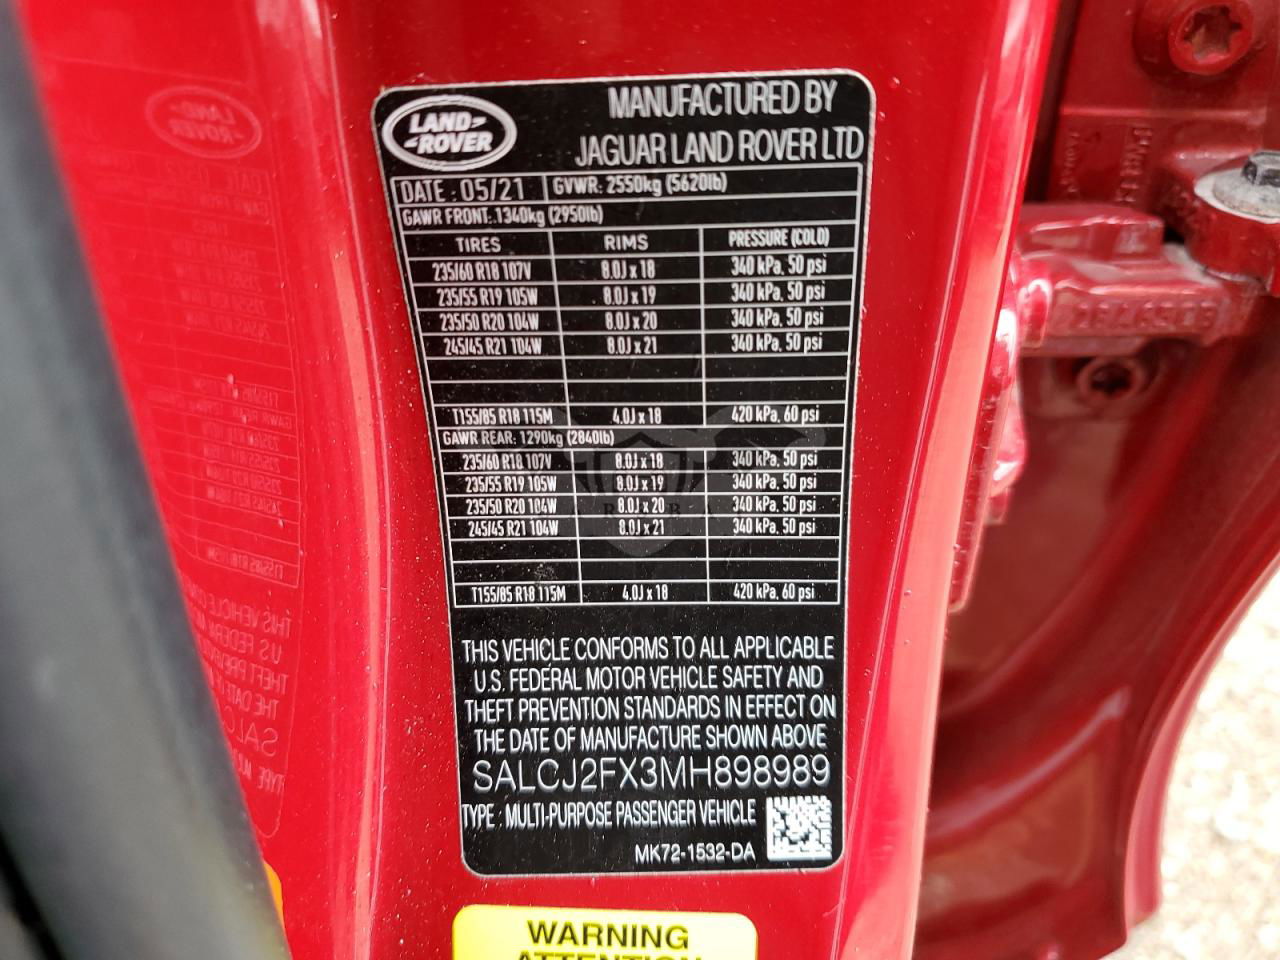 LAND-
-ROVER
MANUFACTURED BY
JAGUAR LAND ROVER LTD
DATE : 05/21 GVWR: 2550kg (5620lb)
GAWR FRONT: 1340kg (2950lb)
TIRES RIMS PRESSURE (COLD)
235/60 R18 107V 8.0J x 18 340 kPa, 50 psi
235/55 R19 105W 8.0J x 19 340 kPa, 50 psi
235/50 R20 104W 8.0J x 20 340 kPa, 50 psi
245/45 R21 104W 8.0J x 21 340 kPa, 50 psi
T155/85 R18 115M 4.0J x 18 420 kPa, 60 psi
GAWR REAR: 1290kg (2840lb)
235/60 R18 107V 8.0J x 18 340 kPa, 50 psi
235/55 R19 105W 8.0J x 19 340 kPa, 50 psi
235/50 R20 104W 8.0J x 20 340 kPa, 50 psi
245/45 R21 104W 8.0J x 21 340 kPa, 50 psi
T155/85 R18 115M 4.0J x 18 420 kPa, 60 psi
THIS VEHICLE CONFORMS TO ALL APPLICABLE
U.S. FEDERAL MOTOR VEHICLE SAFETY AND
THEFT PREVENTION STANDARDS IN EFFECT ON
THE DATE OF MANUFACTURE SHOWN ABOVE
SALCJ2FX3MH898989
TYPE : MULTI-PURPOSE PASSENGER VEHICLE
MK72-1532-DA
WARNING
ATTENTION